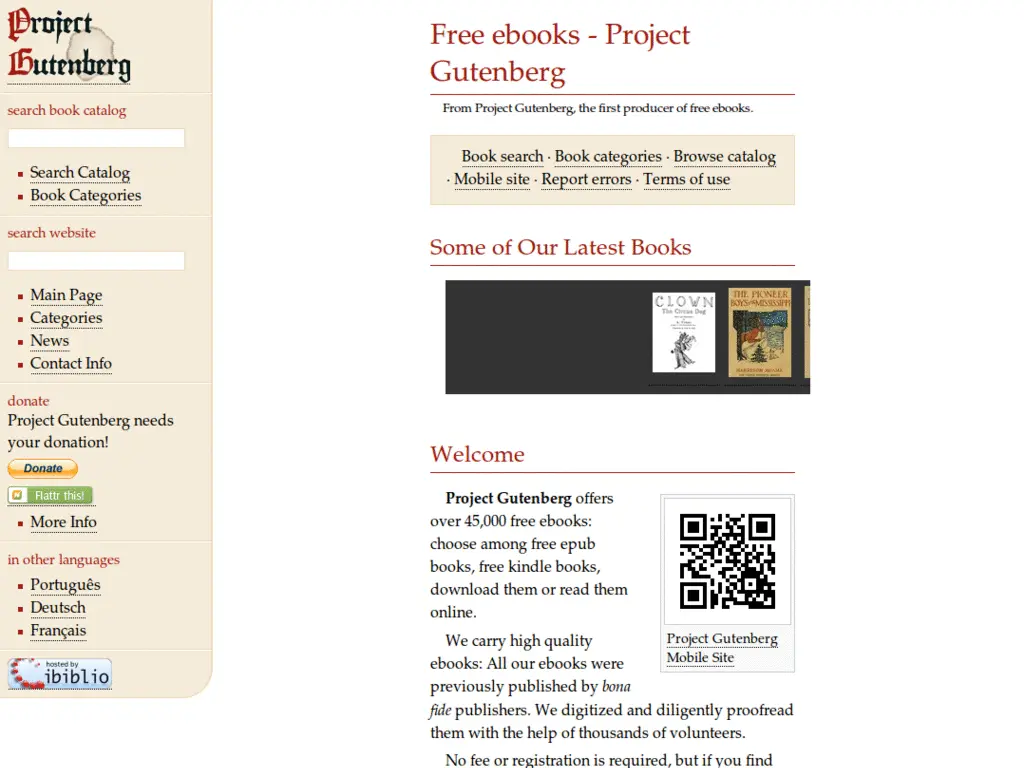 Project
Gutenberg
search book catalog
Search Catalog
Book Categories
search website
Main Page
Categories
News
Contact Info
donate
Project Gutenberg needs
your donation!
Donate
Flattr this!
More Info
in other languages
Português
Deutsch
Français
hosted by
ibiblio
Free ebooks - Project
Gutenberg
From Project Gutenberg, the first producer of free ebooks.
Book search · Book categories · Browse catalog
· Mobile site · Report errors · Terms of use
Some of Our Latest Books
CLOWN
The Circus Dog
THE PIONEER
BOYS OF THE MISSISSIPPI
HARRISON ADAMS
Welcome
Project Gutenberg offers
over 45,000 free ebooks:
choose among free epub
books, free kindle books,
download them or read them
online.
Project Gutenberg
Mobile Site
We carry high quality
ebooks: All our ebooks were
previously published by bona
fide publishers. We digitized and diligently proofread
them with the help of thousands of volunteers.
No fee or registration is required, but if you find